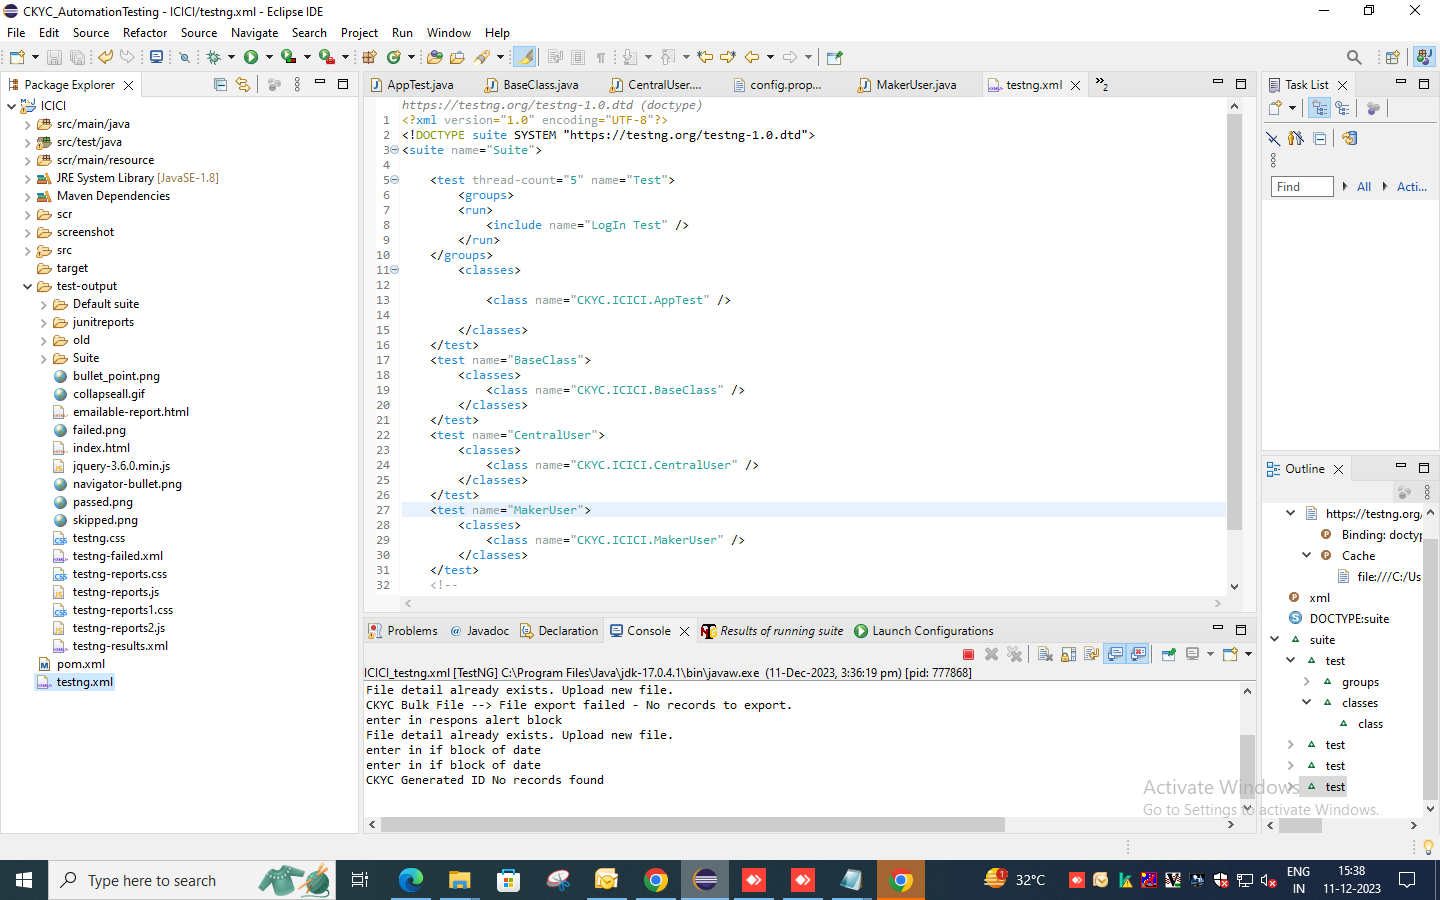 CKYC_AutomationTesting - ICICI/testng.xml - Eclipse IDE
File Edit Source Refactor Source Navigate Search Project Run Window Help
Package Explorer
ICICI
src/main/java
src/test/java
scr/main/resource
JRE System Library [JavaSE-1.8]
Maven Dependencies
scr
screenshot
src
target
test-output
Default suite
junitreports
old
Suite
bullet_point.png
collapseall.gif
emailable-report.html
failed.png
index.html
jquery-3.6.0.min.js
navigator-bullet.png
passed.png
skipped.png
testng.css
testng-failed.xml
testng-reports.css
testng-reports.js
testng-reports1.css
testng-reports2.js
testng-results.xml
pom.xml
testng.xml
AppTest.java BaseClass.java CentralUser.... config.prop... MakerUser.java testng.xml »2
https://testng.org/testng-1.0.dtd (doctype)
1 <?xml version="1.0" encoding="UTF-8"?>
2 <!DOCTYPE suite SYSTEM "https://testng.org/testng-1.0.dtd">
3 <suite name="Suite">
4
5 <test thread-count="5" name="Test">
6 <groups>
7 <run>
8 <include name="LogIn Test" />
9 </run>
10 </groups>
11 <classes>
12
13 <class name="CKYC.ICICI.AppTest" />
14
15 </classes>
16 </test>
17 <test name="BaseClass">
18 <classes>
19 <class name="CKYC.ICICI.BaseClass" />
20 </classes>
21 </test>
22 <test name="CentralUser">
23 <classes>
24 <class name="CKYC.ICICI.CentralUser" />
25 </classes>
26 </test>
27 <test name="MakerUser">
28 <classes>
29 <class name="CKYC.ICICI.MakerUser" />
30 </classes>
31 </test>
32 <!--
Problems @ Javadoc Declaration Console Results of running suite Launch Configurations
ICICI_testng.xml [TestNG] C:\Program Files\Java\jdk-17.0.4.1\bin\javaw.exe (11-Dec-2023, 3:36:19 pm) [pid: 777868]
File detail already exists. Upload new file.
CKYC Bulk File --> File export failed - No records to export.
enter in respons alert block
File detail already exists. Upload new file.
enter in if block of date
enter in if block of date
CKYC Generated ID No records found
Task List
Find All Acti...
Outline
https://testng.org/
Binding: doctyp
Cache
file:///C:/Us
xml
DOCTYPE:suite
suite
test
groups
classes
class
test
test
test
Activate Windows
Go to Settings to activate Windows.
Type here to search
1
32°C
ENG
IN
15:38
11-12-2023